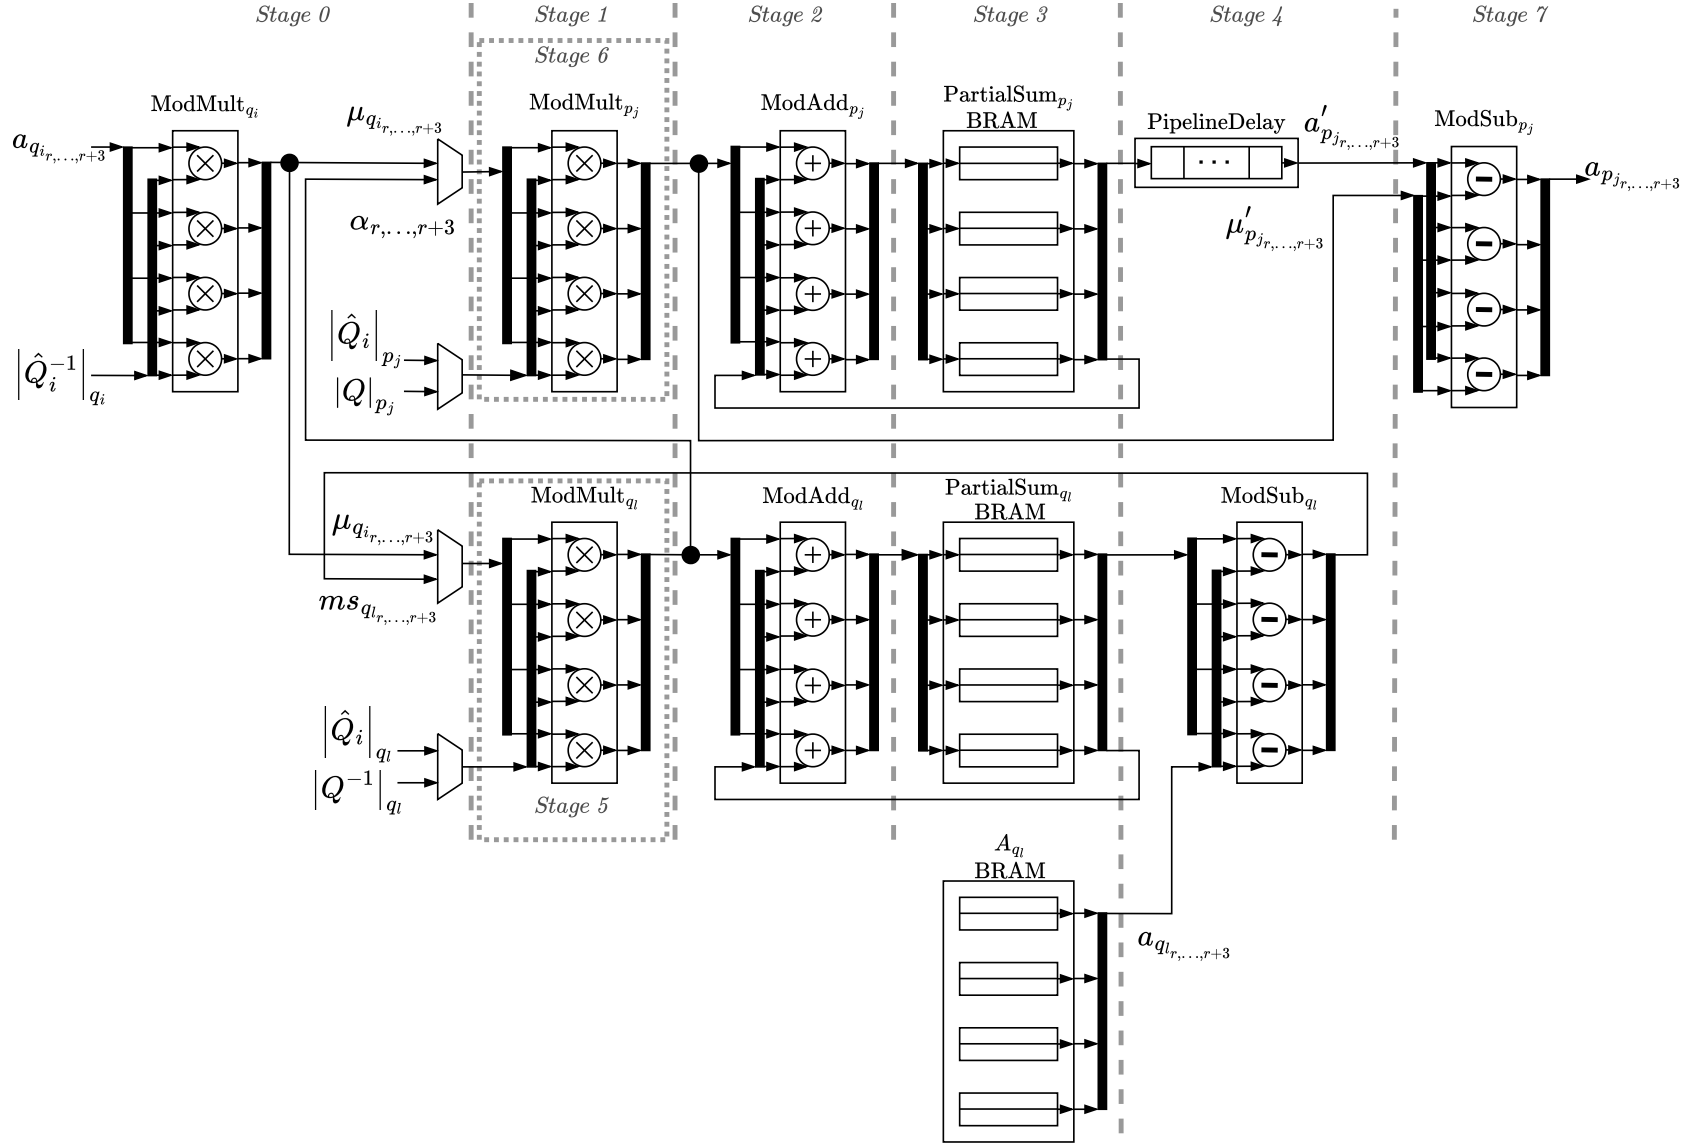 Stage 0 Stage 1 Stage 2 Stage 3 Stage 4 Stage 7
Stage 6
ModMult_{q_i} ModMult_{p_j} ModAdd_{p_j} PartialSum_{p_j} BRAM PipelineDelay ModSub_{p_j}
a_{q_{i_{r,…,r+3}}} μ_{q_{i_{r,…,r+3}}} a'_{p_{j_{r,…,r+3}}} a_{p_{j_{r,…,r+3}}}
···
α_{r,…,r+3} μ'_{p_{j_{r,…,r+3}}}
|Q̂_i^{-1}|_{q_i} |Q̂_i|_{p_j}
|Q|_{p_j}
ModMult_{q_l} ModAdd_{q_l} PartialSum_{q_l} BRAM ModSub_{q_l}
μ_{q_{i_{r,…,r+3}}}
ms_{q_{l_{r,…,r+3}}}
|Q̂_i|_{q_l}
|Q^{-1}|_{q_l}
Stage 5
A_{q_l}
BRAM
a_{q_{l_{r,…,r+3}}}